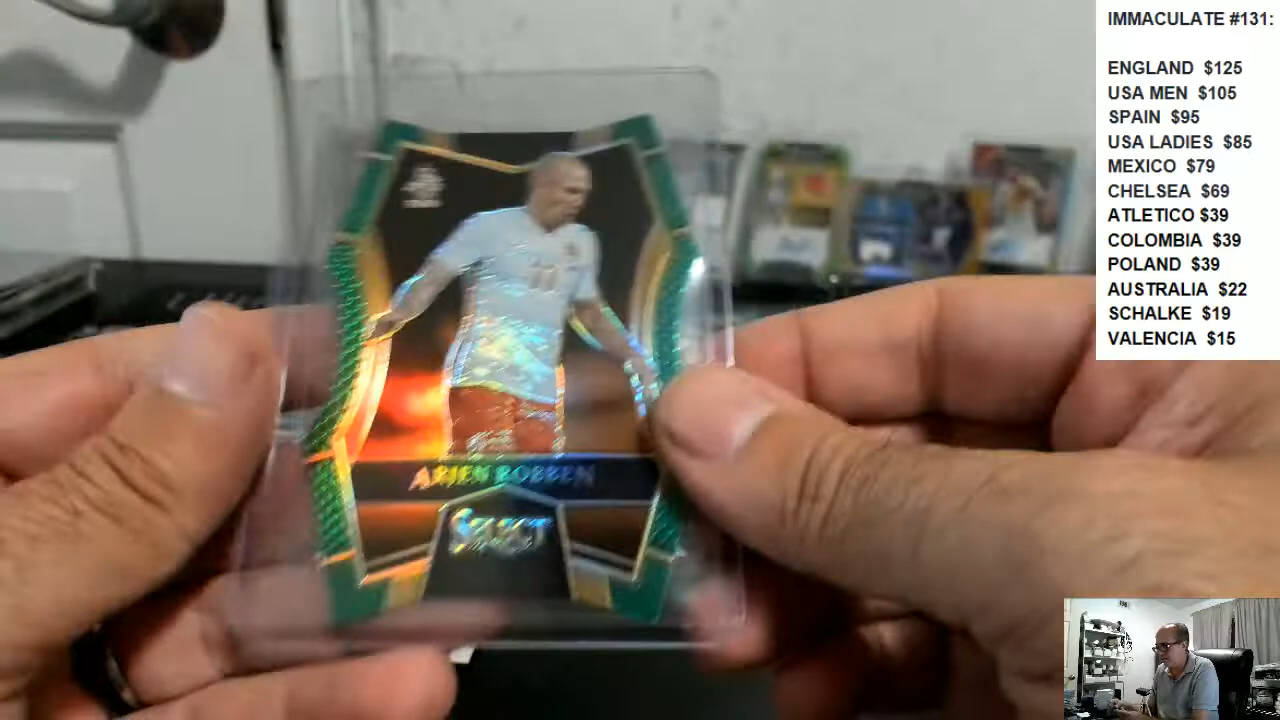 IMMACULATE #131:
ENGLAND $125
USA MEN $105
SPAIN $95
USA LADIES $85
MEXICO $79
CHELSEA $69
ATLETICO $39
COLOMBIA $39
POLAND $39
AUSTRALIA $22
SCHALKE $19
VALENCIA $15
ARJEN ROBBEN
SELECT